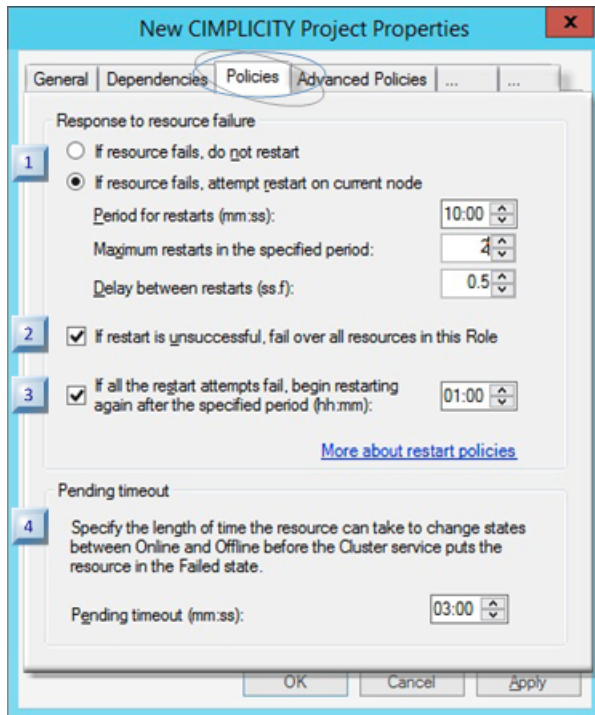 New CIMPLICITY Project Properties
x
General Dependencies Policies Advanced Policies ... ...
Response to resource failure
1
If resource fails, do not restart
If resource fails, attempt restart on current node
Period for restarts (mm:ss): 10:00
Maximum restarts in the specified period:
Delay between restarts (ss.f): 0.5
2 If restart is unsuccessful, fail over all resources in this Role
3 If all the restart attempts fail, begin restarting
again after the specified period (hh:mm): 01:00
More about restart policies
Pending timeout
4 Specify the length of time the resource can take to change states
between Online and Offline before the Cluster service puts the
resource in the Failed state.
Pending timeout (mm:ss): 03:00
OK Cancel Apply